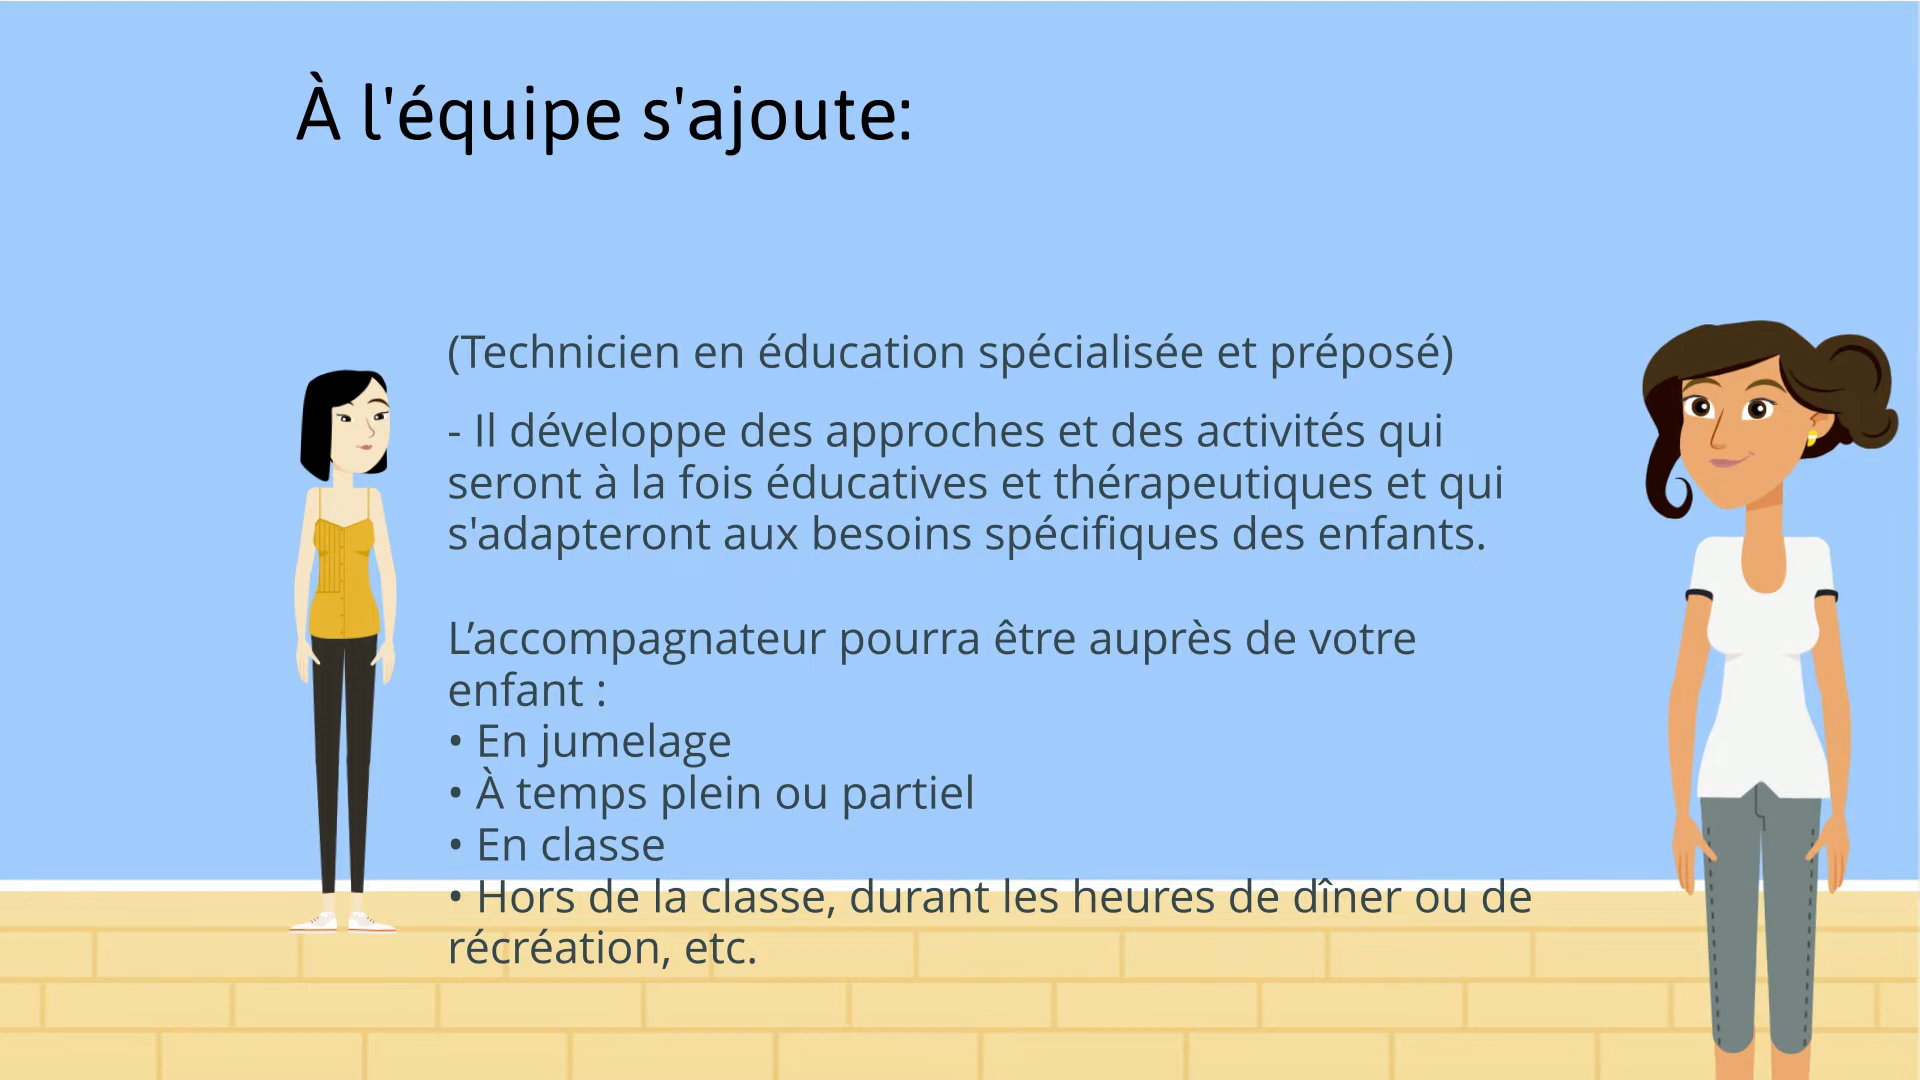 À l'équipe s'ajoute:
(Technicien en éducation spécialisée et préposé)
- Il développe des approches et des activités qui
seront à la fois éducatives et thérapeutiques et qui
s'adapteront aux besoins spécifiques des enfants.
L’accompagnateur pourra être auprès de votre
enfant :
• En jumelage
• À temps plein ou partiel
• En classe
• Hors de la classe, durant les heures de dîner ou de
récréation, etc.